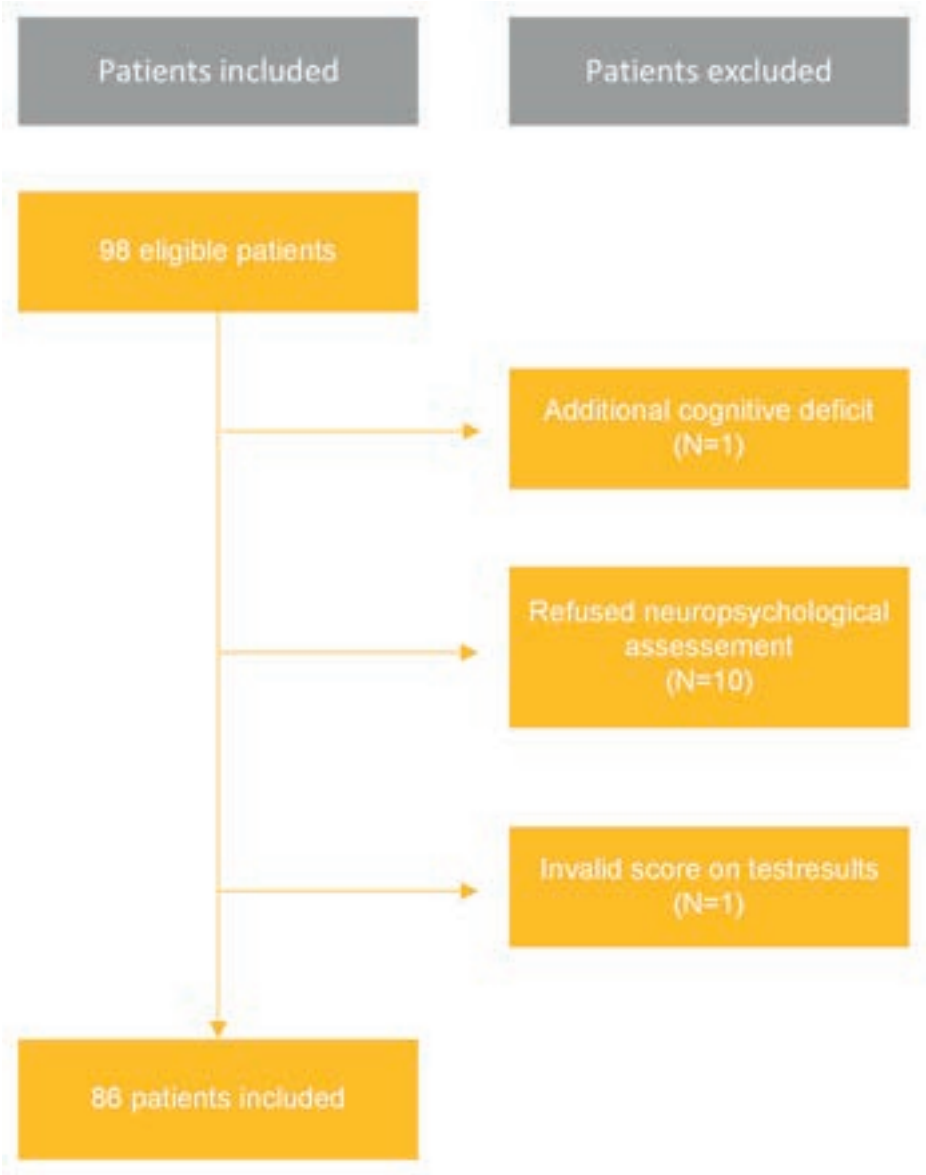 Patients included
Patients excluded
98 eligible patients
Additional cognitive deficit
(N=1)
Refused neuropsychological
assessement
(N=10)
Invalid score on testresults
(N=1)
86 patients included